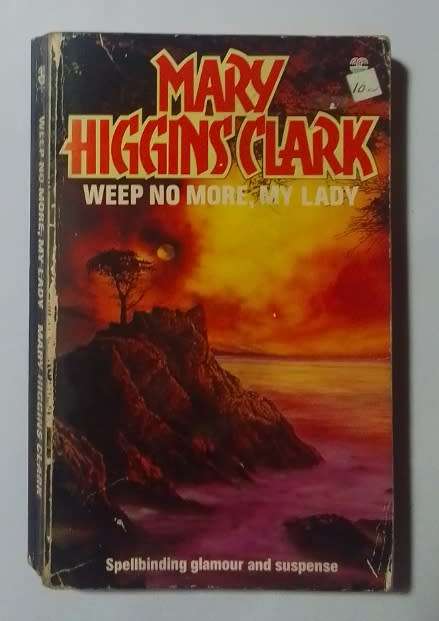 MARY
HIGGINS CLARK
WEEP NO MORE, MY LADY
10
Spellbinding glamour and suspense
WEEP NO MORE, MY LADY MARY HIGGINS CLARK